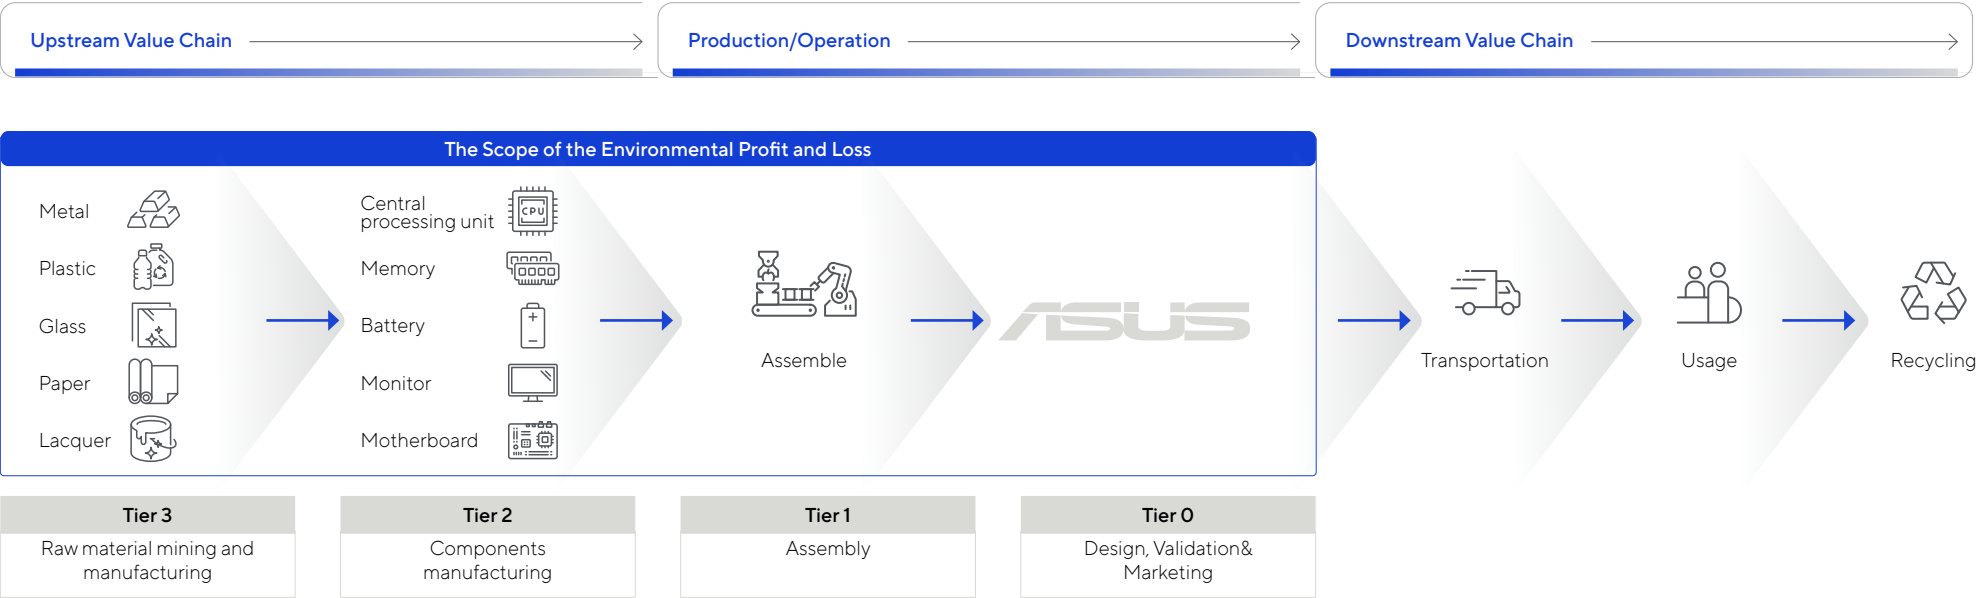 Upstream Value Chain
Production/Operation
Downstream Value Chain
The Scope of the Environmental Profit and Loss
Metal
Plastic
Glass
Paper
Lacquer
Central
processing unit
CPU
Memory
Battery
Monitor
Motherboard
Assemble
ASUS
Transportation
Usage
Recycling
Tier 3
Raw material mining and
manufacturing
Tier 2
Components
manufacturing
Tier 1
Assembly
Tier 0
Design, Validation&
Marketing